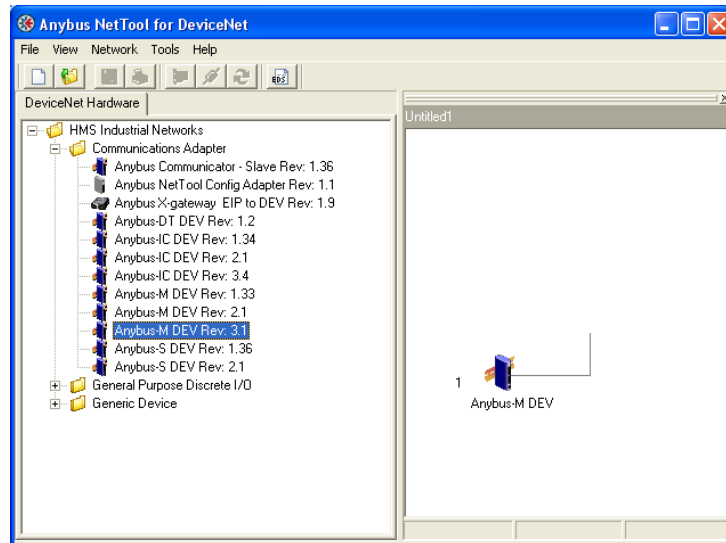 Anybus NetTool for DeviceNet
File View Network Tools Help
EDS
DeviceNet Hardware
Untitled1
HMS Industrial Networks
Communications Adapter
Anybus Communicator - Slave Rev: 1.36
Anybus NetTool Config Adapter Rev: 1.1
Anybus X-gateway EIP to DEV Rev: 1.9
Anybus-DT DEV Rev: 1.2
Anybus-IC DEV Rev: 1.34
Anybus-IC DEV Rev: 2.1
Anybus-IC DEV Rev: 3.4
Anybus-M DEV Rev: 1.33
Anybus-M DEV Rev: 2.1
Anybus-M DEV Rev: 3.1
Anybus-S DEV Rev: 1.36
Anybus-S DEV Rev: 2.1
General Purpose Discrete I/O
Generic Device
1
Anybus-M DEV